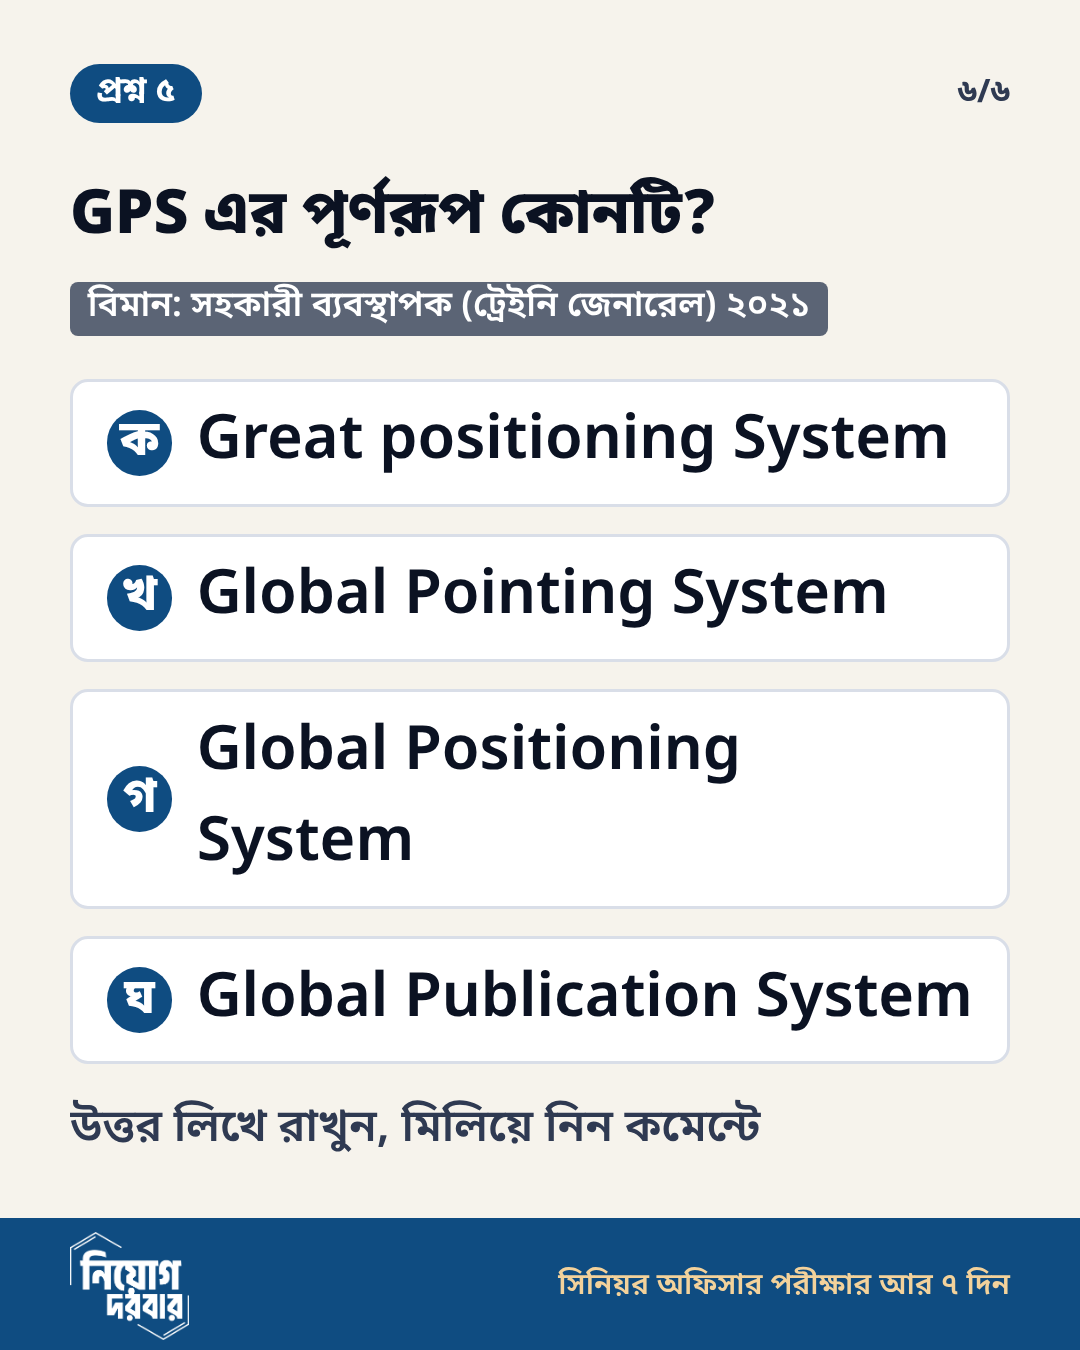 প্রশ্ন ৫
৬/৬
GPS এর পূর্ণরূপ কোনটি?
বিমান: সহকারী ব্যবস্থাপক (ট্রেইনি জেনারেল) ২০২১
ক Great positioning System
খ Global Pointing System
গ Global Positioning
System
ঘ Global Publication System
উত্তর লিখে রাখুন, মিলিয়ে নিন কমেন্টে
নিয়োগ
দরবার
সিনিয়র অফিসার পরীক্ষার আর ৭ দিন